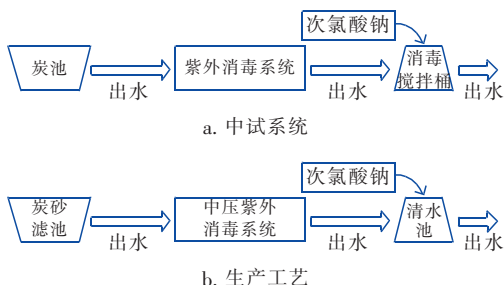 次氯酸钠
炭池
紫外消毒系统
消毒
搅拌桶
出水
出水
出水
a. 中试系统
次氯酸钠
炭砂
滤池
中压紫外
消毒系统
清水
池
出水
出水
出水
b. 生产工艺